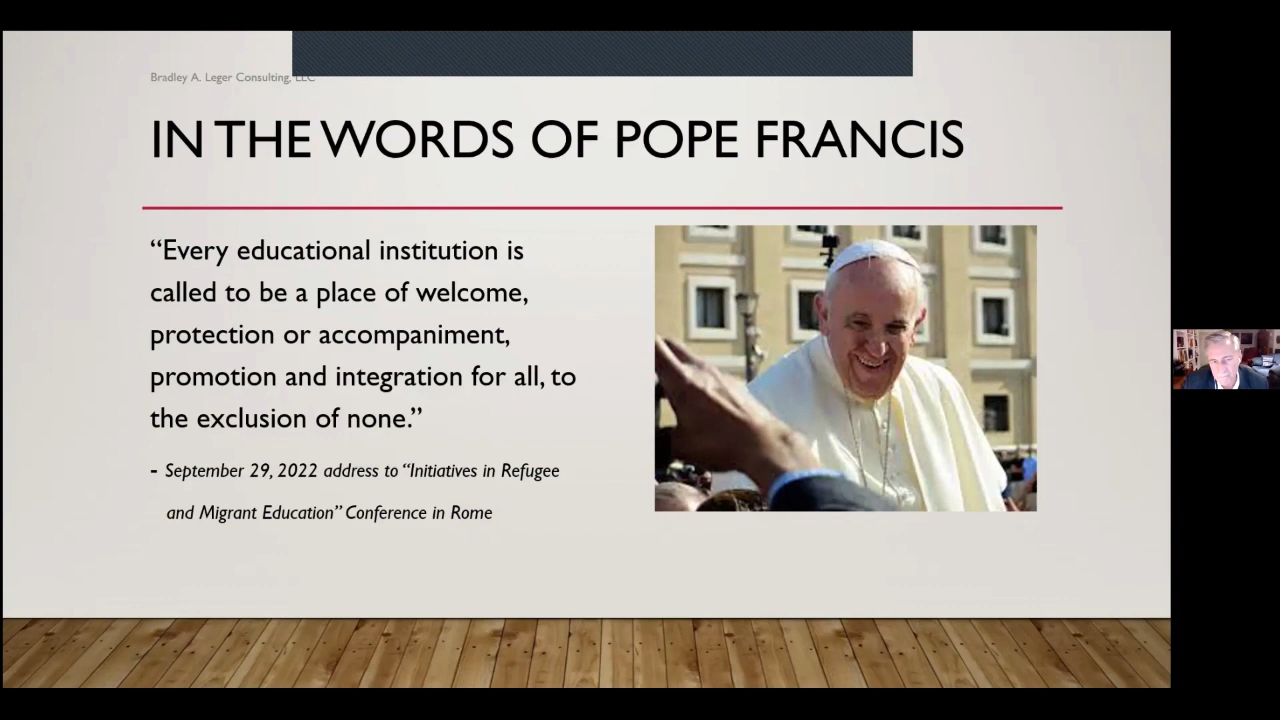 Bradley A. Leger Consulting, LLC
IN THE WORDS OF POPE FRANCIS
“Every educational institution is
called to be a place of welcome,
protection or accompaniment,
promotion and integration for all, to
the exclusion of none.”
- September 29, 2022 address to “Initiatives in Refugee
and Migrant Education” Conference in Rome